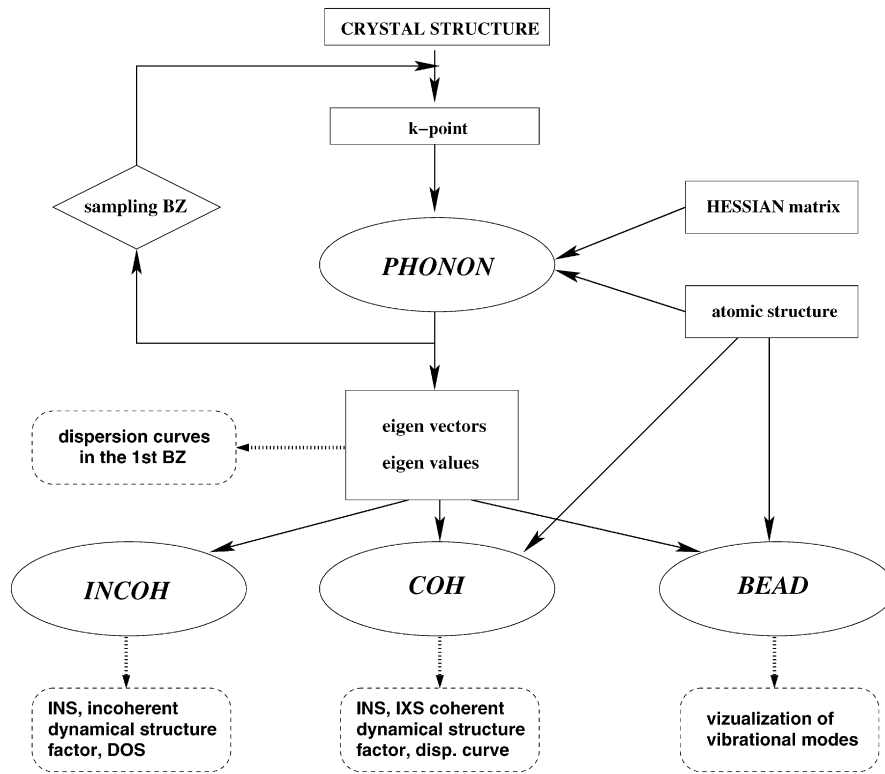 CRYSTAL STRUCTURE
k−point
sampling BZ
HESSIAN matrix
PHONON
atomic structure
eigen vectors
eigen values
dispersion curves
in the 1st BZ
INCOH
COH
BEAD
INS, incoherent
dynamical structure
factor, DOS
INS, IXS coherent
dynamical structure
factor, disp. curve
vizualization of
vibrational modes